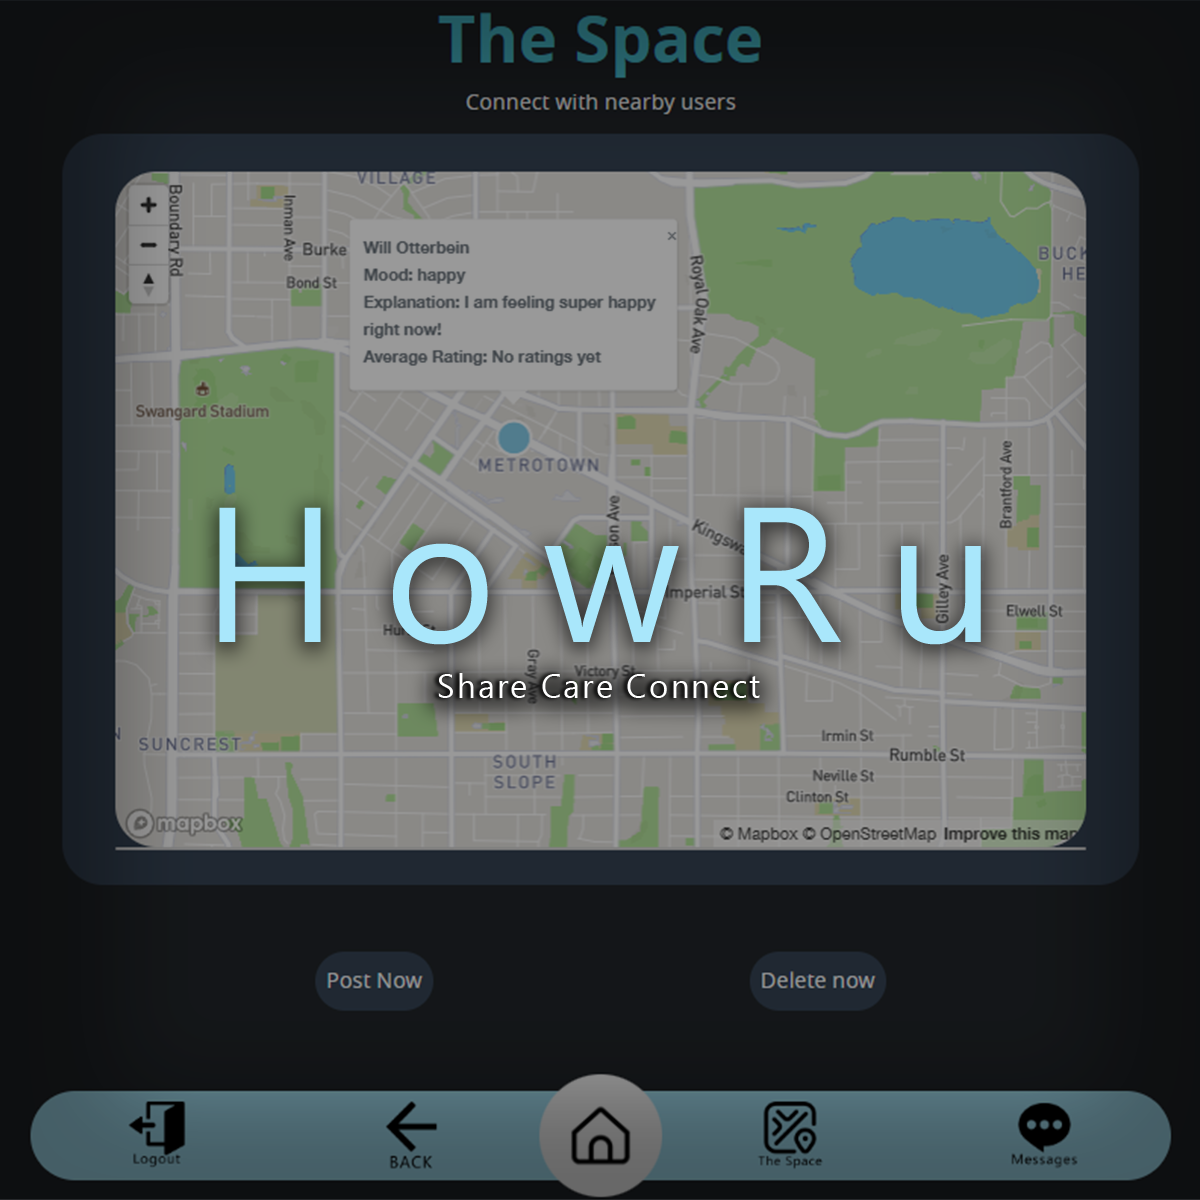 The Space
Connect with nearby users
VILLAGE
Boundary Rd
Inman Ave
Burke
Bond St
Will Otterbein
Mood: happy
Explanation: I am feeling super happy
right now!
Average Rating: No ratings yet
×
Royal Oak Ave
BUCK
HE
Swangard Stadium
METROTOWN
Brantford Ave
Kingswa
HowRu
Imperial St
Gilley Ave
Elwell St
Gray Ave
Victory St
Share Care Connect
SUNCREST
SOUTH
SLOPE
Irmin St
Rumble St
Neville St
Clinton St
mapbox
© Mapbox © OpenStreetMap Improve this map
Post Now
Delete now
Logout
BACK
The Space
Messages